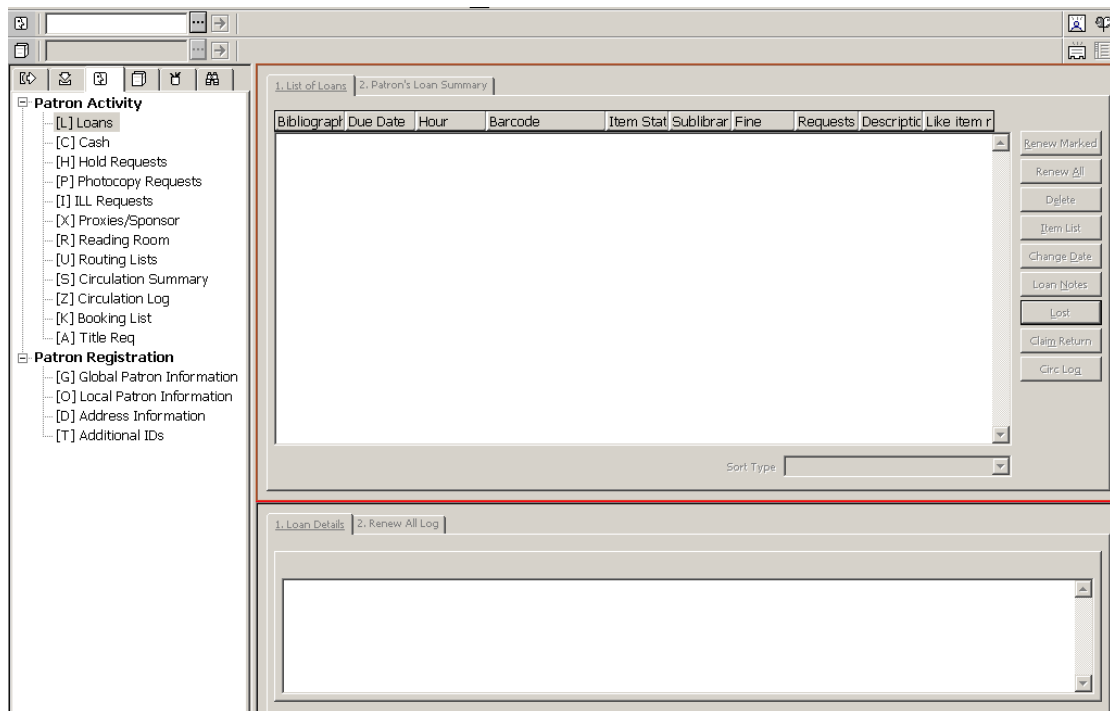 ...
...
Patron Activity
[L] Loans
[C] Cash
[H] Hold Requests
[P] Photocopy Requests
[I] ILL Requests
[X] Proxies/Sponsor
[R] Reading Room
[U] Routing Lists
[S] Circulation Summary
[Z] Circulation Log
[K] Booking List
[A] Title Req
Patron Registration
[G] Global Patron Information
[O] Local Patron Information
[D] Address Information
[T] Additional IDs
1. List of Loans 2. Patron's Loan Summary
Bibliograph Due Date Hour Barcode Item Stat Sublibrar Fine Requests Descriptic Like item r
Renew Marked
Renew All
Delete
Item List
Change Date
Loan Notes
Lost
Claim Return
Circ Log
Sort Type
1. Loan Details 2. Renew All Log